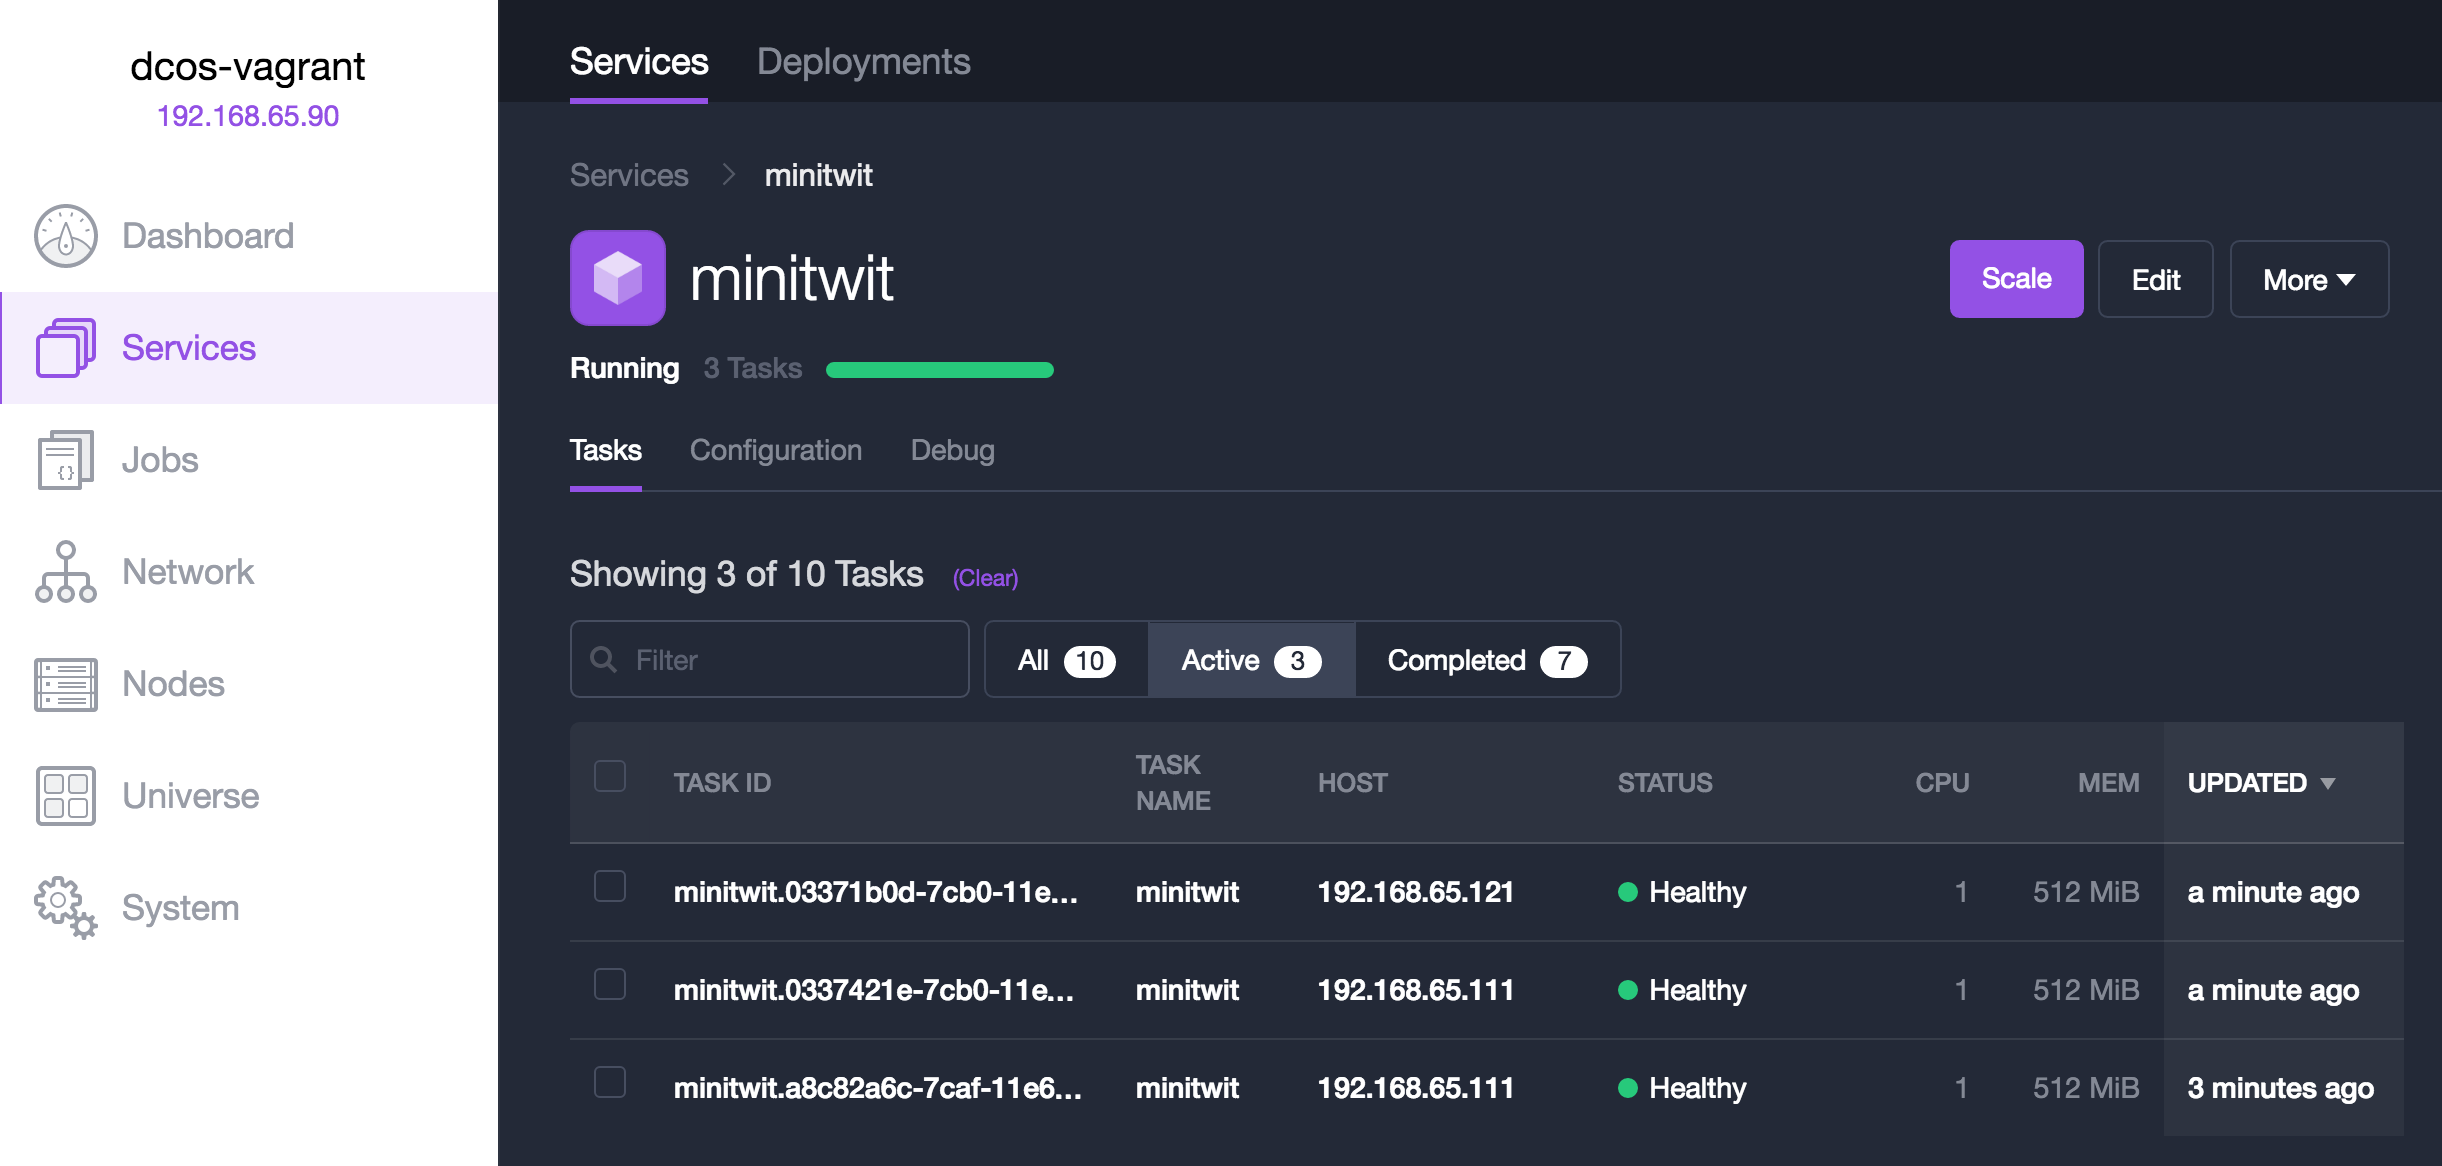 dcos-vagrant
192.168.65.90
Dashboard
Services
Jobs
{}
Network
Nodes
Universe
System
Services Deployments
Services > minitwit
minitwit
Scale Edit More
Running 3 Tasks
Tasks Configuration Debug
Showing 3 of 10 Tasks (Clear)
Filter All 10 Active 3 Completed 7
TASK ID TASK NAME HOST STATUS CPU MEM UPDATED
minitwit.03371b0d-7cb0-11e... minitwit 192.168.65.121 Healthy 1 512 MiB a minute ago
minitwit.0337421e-7cb0-11e... minitwit 192.168.65.111 Healthy 1 512 MiB a minute ago
minitwit.a8c82a6c-7caf-11e6... minitwit 192.168.65.111 Healthy 1 512 MiB 3 minutes ago